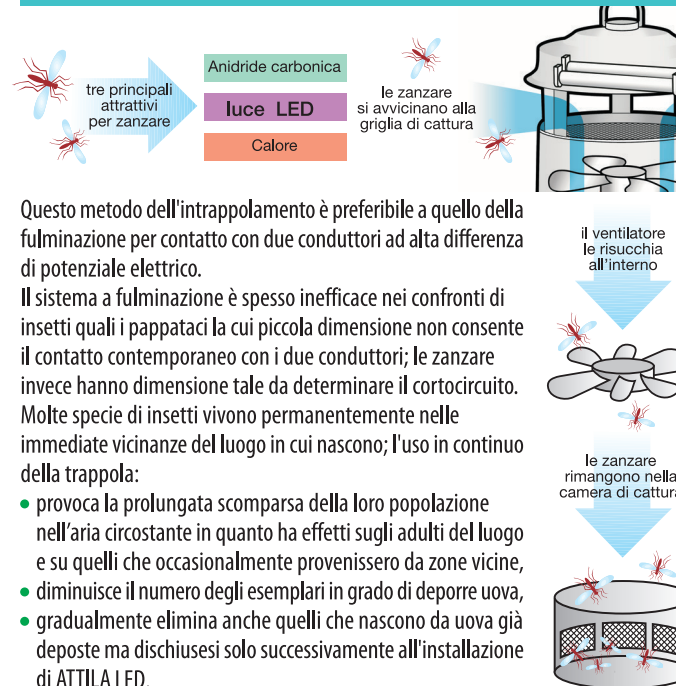 tre principali
attrattivi
per zanzare
Anidride carbonica
luce LED
Calore
le zanzare
si avvicinano alla
griglia di cattura
Questo metodo dell'intrappolamento è preferibile a quello della
fulminazione per contatto con due conduttori ad alta differenza
di potenziale elettrico.
Il sistema a fulminazione è spesso inefficace nei confronti di
insetti quali i pappataci la cui piccola dimensione non consente
il contatto contemporaneo con i due conduttori; le zanzare
invece hanno dimensione tale da determinare il cortocircuito.
Molte specie di insetti vivono permanentemente nelle
immediate vicinanze del luogo in cui nascono; l'uso in continuo
della trappola:
• provoca la prolungata scomparsa della loro popolazione
nell'aria circostante in quanto ha effetti sugli adulti del luogo
e su quelli che occasionalmente provenissero da zone vicine,
• diminuisce il numero degli esemplari in grado di deporre uova,
• gradualmente elimina anche quelli che nascono da uova già
deposte ma dischiusesi solo successivamente all'installazione
di ATTILA LED.
il ventilatore
le risucchia
all'interno
le zanzare
rimangono nella
camera di cattura